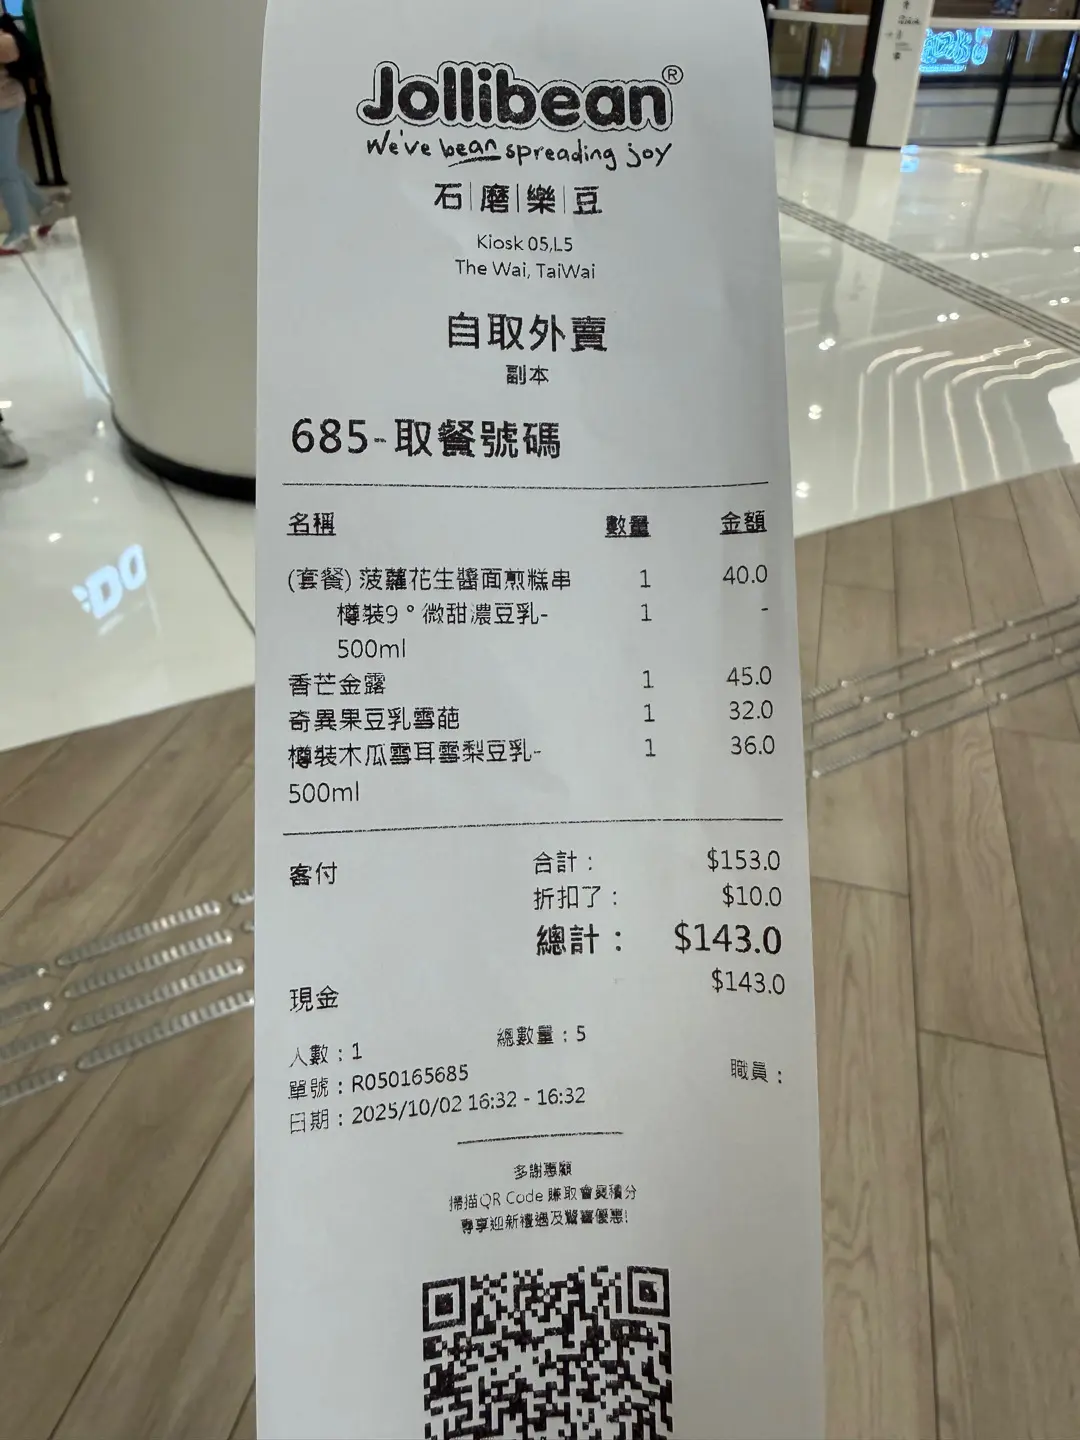 Jollibean®
We've bean spreading joy
石|磨|樂|豆
Kiosk 05,L5
The Wai, TaiWai
自取外賣
副本
685-取餐號碼
名稱 數量 金額
(套餐) 菠蘿花生醬面煎糕串 1 40.0
樽裝9°微甜濃豆乳- 1 -
500ml
香芒金露 1 45.0
奇異果豆乳雪葩 1 32.0
樽裝木瓜雪耳雪梨豆乳- 1 36.0
500ml
客付 合計： $153.0
折扣了： $10.0
總計： $143.0
現金 $143.0
人數：1 總數量：5
單號：R050165685 職員：
日期：2025/10/02 16:32 - 16:32
多謝惠顧
掃描QR Code 賺取會員積分
尊享迎新禮遇及驚喜優惠!